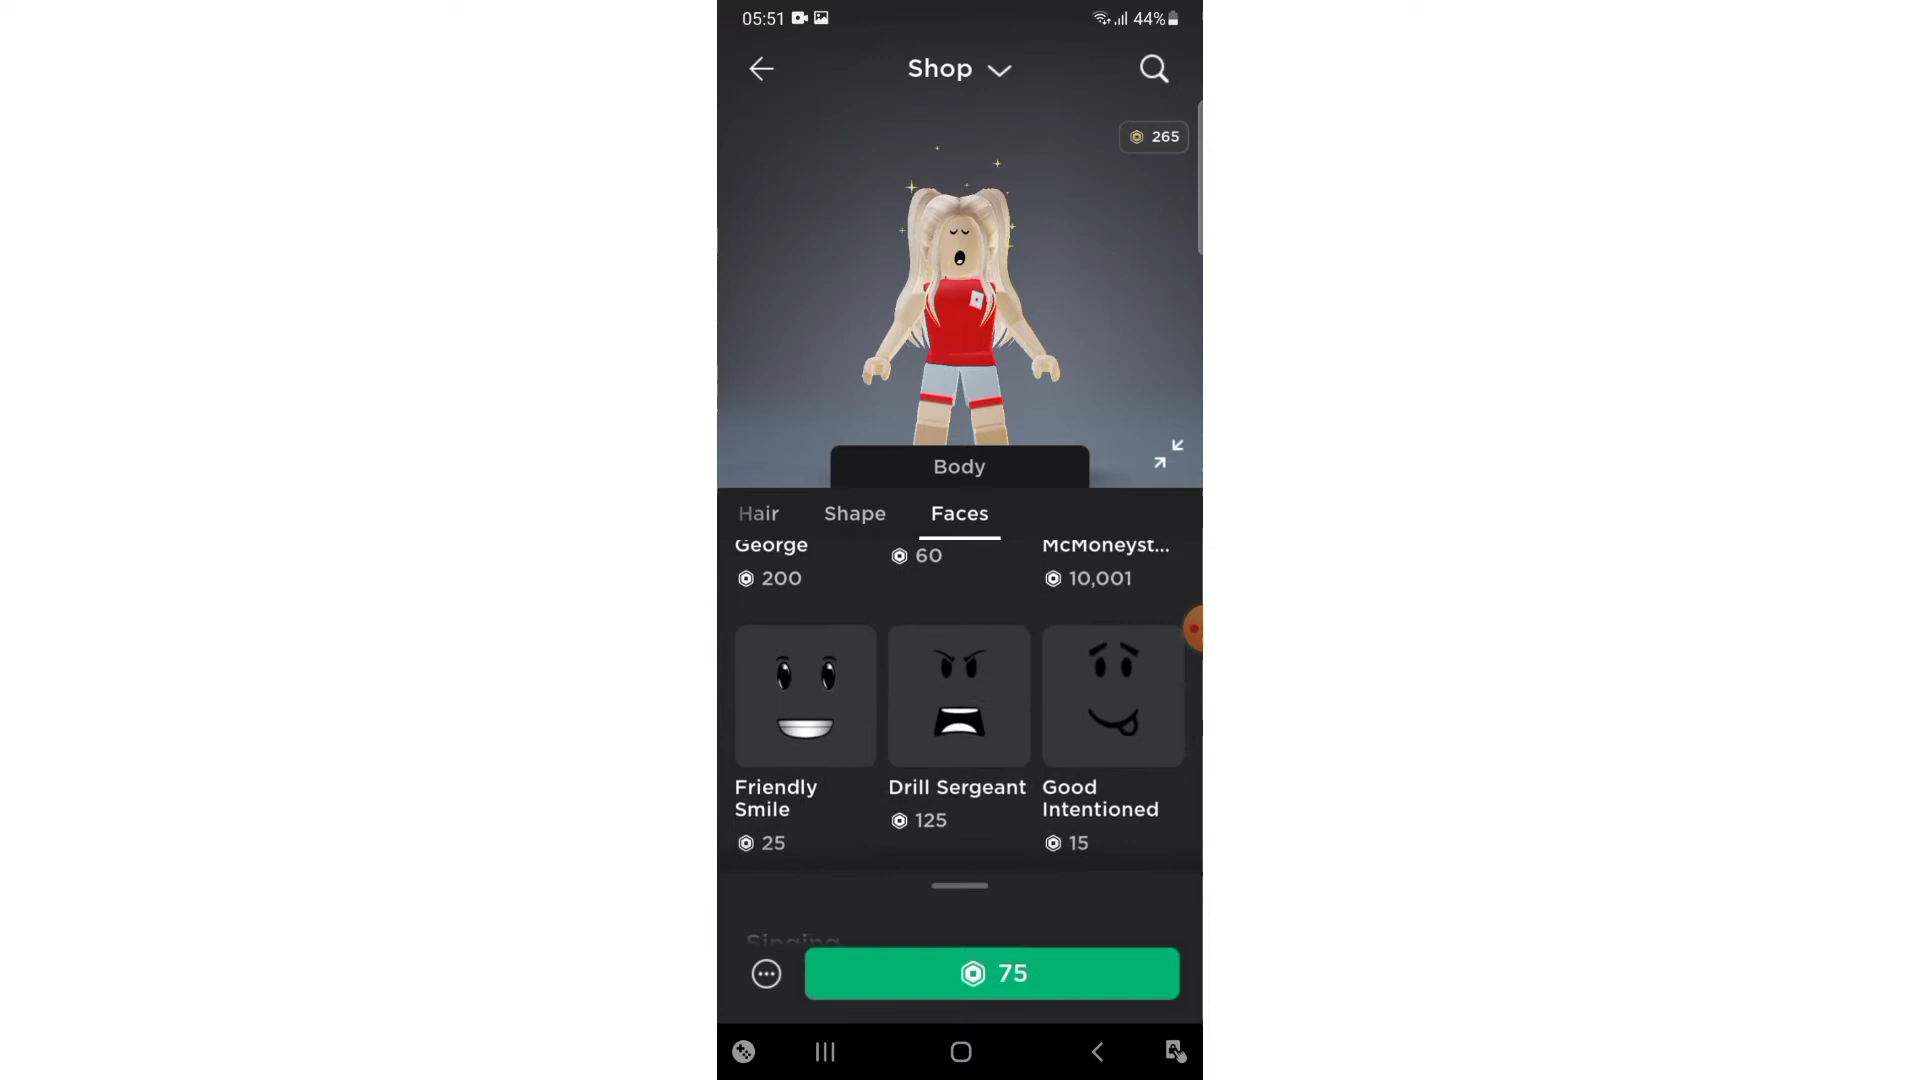 05:51
44%
Shop
265
Body
Hair Shape Faces
George
60
McMoneyst...
200
10,001
Friendly
Smile
25
Drill Sergeant
125
Good
Intentioned
15
Singing
75